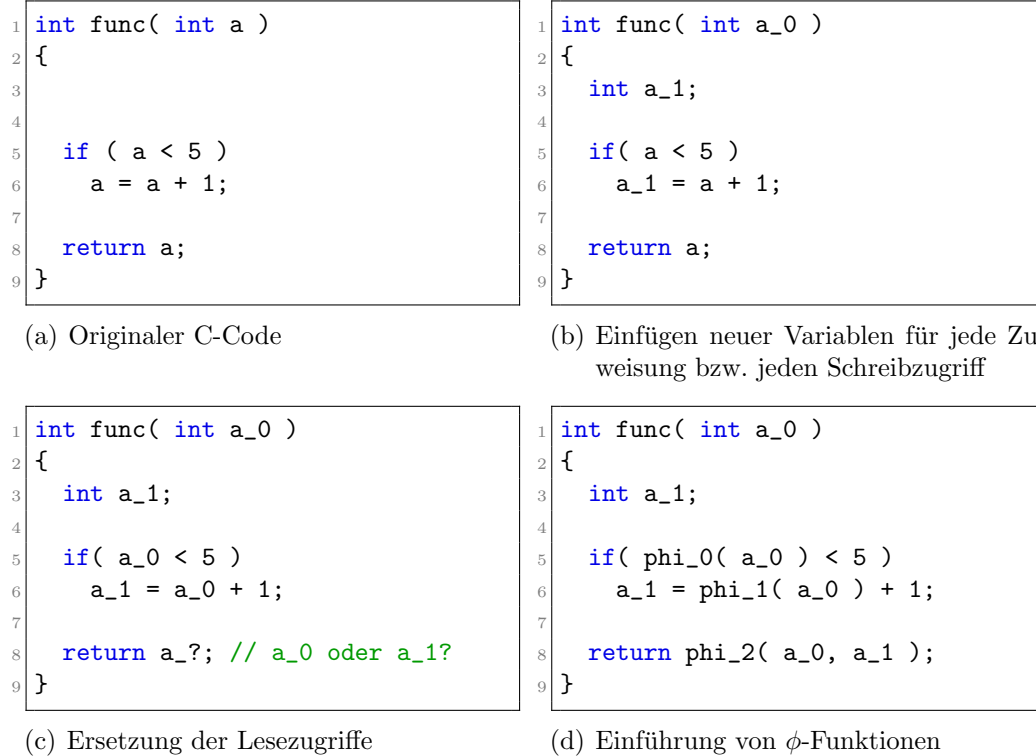 1 int func( int a )
2 {
3
4
5   if ( a < 5 )
6     a = a + 1;
7
8   return a;
9 }
(a) Originaler C-Code
1 int func( int a_0 )
2 {
3   int a_1;
4
5   if( a < 5 )
6     a_1 = a + 1;
7
8   return a;
9 }
(b) Einfügen neuer Variablen für jede Zu
weisung bzw. jeden Schreibzugriff
1 int func( int a_0 )
2 {
3   int a_1;
4
5   if( a_0 < 5 )
6     a_1 = a_0 + 1;
7
8   return a_?; // a_0 oder a_1?
9 }
(c) Ersetzung der Lesezugriffe
1 int func( int a_0 )
2 {
3   int a_1;
4
5   if( phi_0( a_0 ) < 5 )
6     a_1 = phi_1( a_0 ) + 1;
7
8   return phi_2( a_0, a_1 );
9 }
(d) Einführung von ϕ-Funktionen